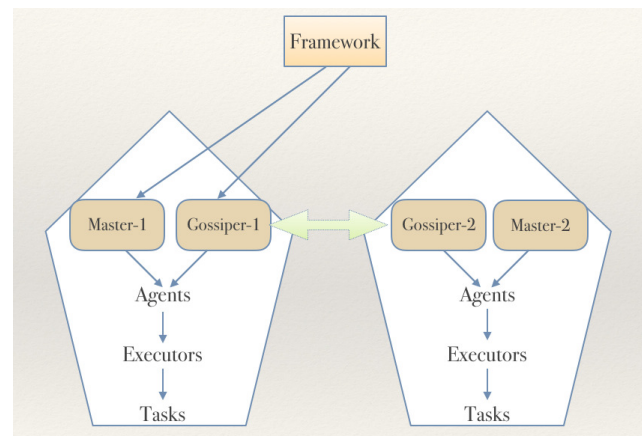 Framework
Master-1
Gossiper-1
Gossiper-2
Master-2
Agents
Agents
Executors
Executors
Tasks
Tasks